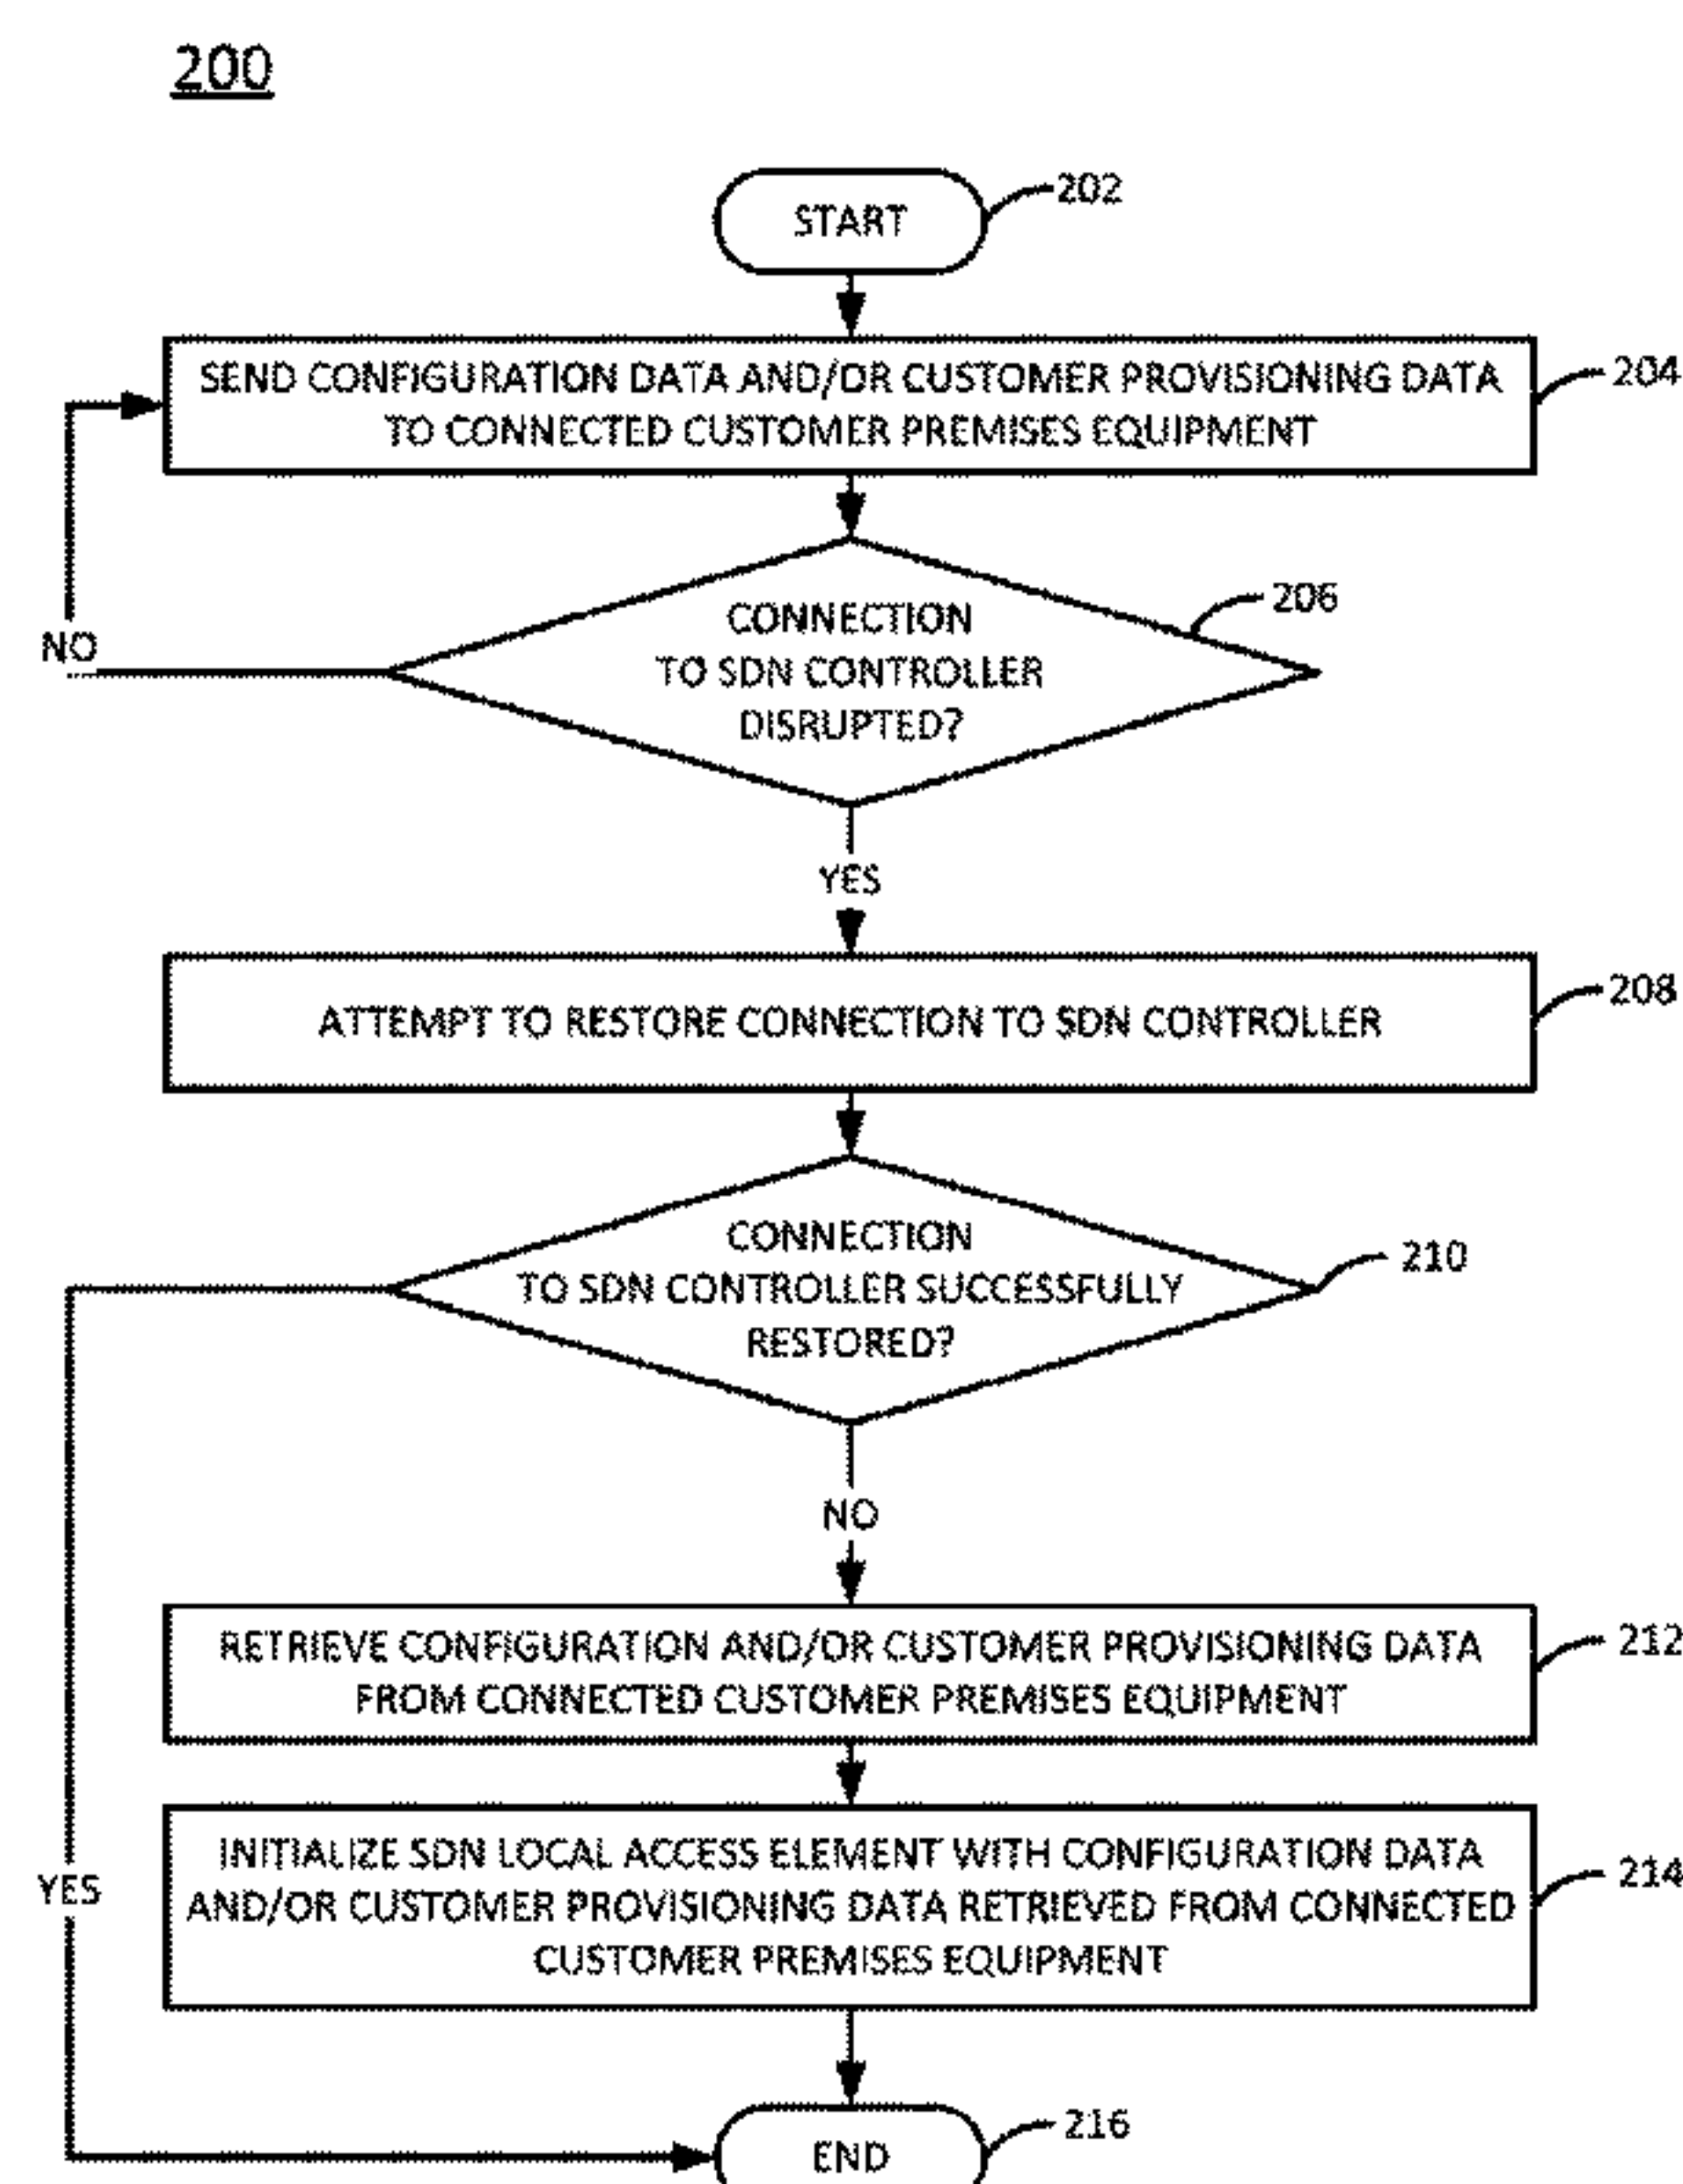 200
START
202
SEND CONFIGURATION DATA AND/OR CUSTOMER PROVISIONING DATA
TO CONNECTED CUSTOMER PREMISES EQUIPMENT
204
CONNECTION
TO SDN CONTROLLER
DISRUPTED?
206
NO
YES
ATTEMPT TO RESTORE CONNECTION TO SDN CONTROLLER
208
CONNECTION
TO SDN CONTROLLER SUCCESSFULLY
RESTORED?
210
NO
RETRIEVE CONFIGURATION AND/OR CUSTOMER PROVISIONING DATA
FROM CONNECTED CUSTOMER PREMISES EQUIPMENT
212
INITIALIZE SDN LOCAL ACCESS ELEMENT WITH CONFIGURATION DATA
AND/OR CUSTOMER PROVISIONING DATA RETRIEVED FROM CONNECTED
CUSTOMER PREMISES EQUIPMENT
214
YES
END
216